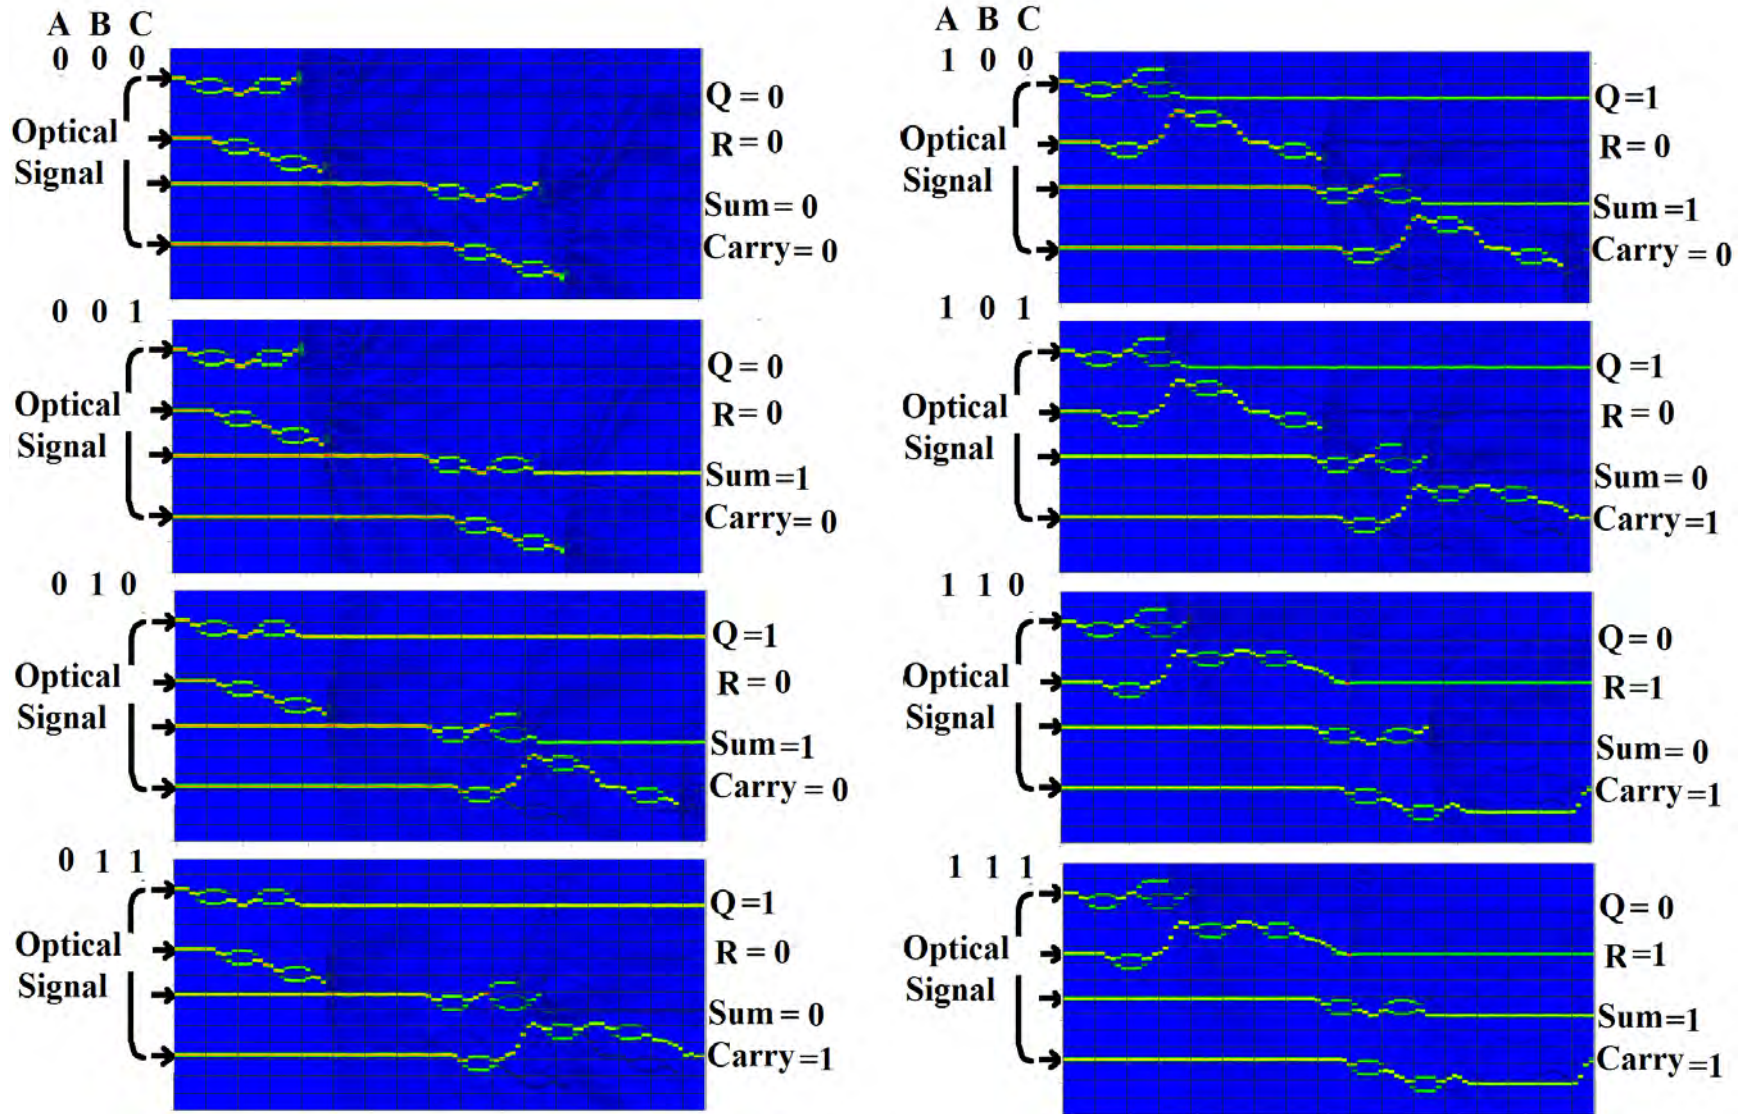 A B C
0 0 0
Optical
Signal
Q = 0
R = 0
Sum = 0
Carry = 0
0 0 1
Optical
Signal
Q = 0
R = 0
Sum =1
Carry = 0
0 1 0
Optical
Signal
Q =1
R = 0
Sum =1
Carry = 0
0 1 1
Optical
Signal
Q =1
R = 0
Sum = 0
Carry =1
A B C
1 0 0
Optical
Signal
Q =1
R = 0
Sum =1
Carry = 0
1 0 1
Optical
Signal
Q =1
R = 0
Sum = 0
Carry =1
1 1 0
Optical
Signal
Q = 0
R =1
Sum = 0
Carry =1
1 1 1
Optical
Signal
Q = 0
R =1
Sum =1
Carry =1